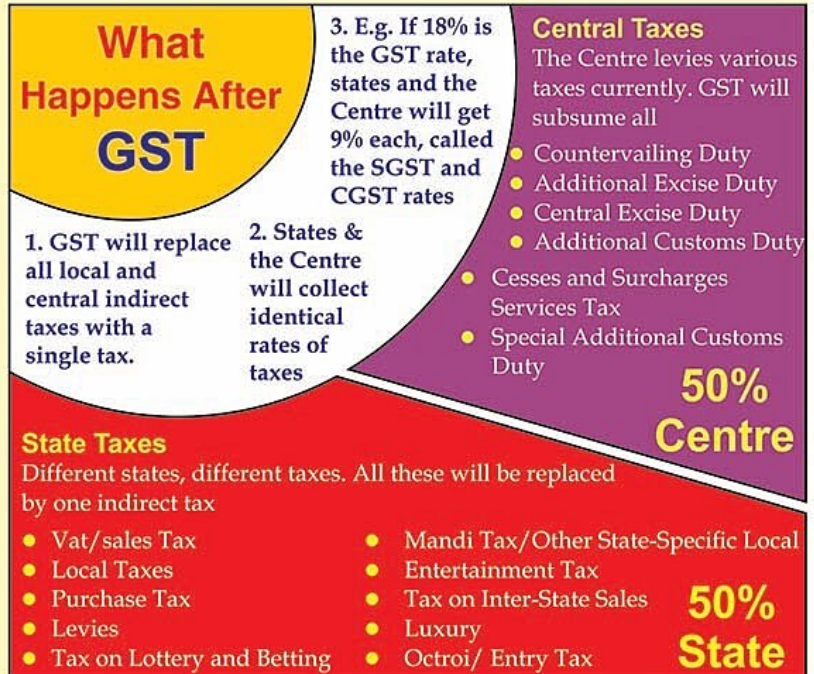 What
Happens After
GST
1. GST will replace
all local and
central indirect
taxes with a
single tax.
2. States &
the Centre
will collect
identical
rates of
taxes
3. E.g. If 18% is
the GST rate,
states and the
Centre will get
9% each, called
the SGST and
CGST rates
Central Taxes
The Centre levies various
taxes currently. GST will
subsume all
Countervailing Duty
Additional Excise Duty
Central Excise Duty
Additional Customs Duty
Cesses and Surcharges
Services Tax
Special Additional Customs
Duty
50%
Centre
State Taxes
Different states, different taxes. All these will be replaced
by one indirect tax
Vat/sales Tax
Local Taxes
Purchase Tax
Levies
Tax on Lottery and Betting
Mandi Tax/Other State-Specific Local
Entertainment Tax
Tax on Inter-State Sales
Luxury
Octroi/ Entry Tax
50%
State